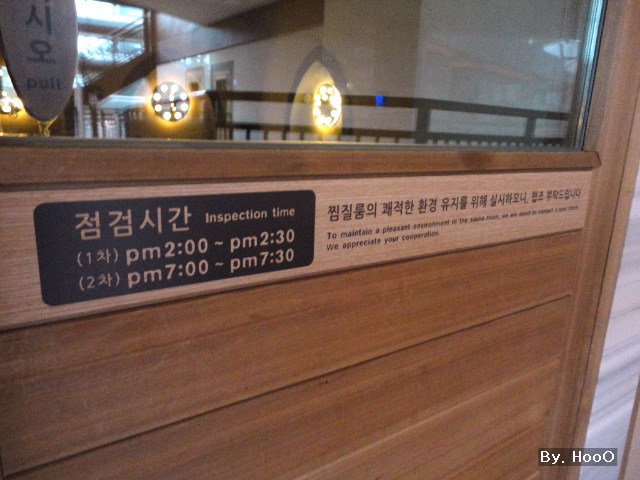 시오
pull
점검시간 Inspection time
(1차) pm2:00 ~ pm2:30
(2차) pm7:00 ~ pm7:30
찜질룸의 쾌적한 환경 유지를 위해 실시하오니, 협조 부탁드립니다
To maintain a pleasant environment in the sauna room, we are about to conduct a
We appreciate your cooperation.
By. HooO